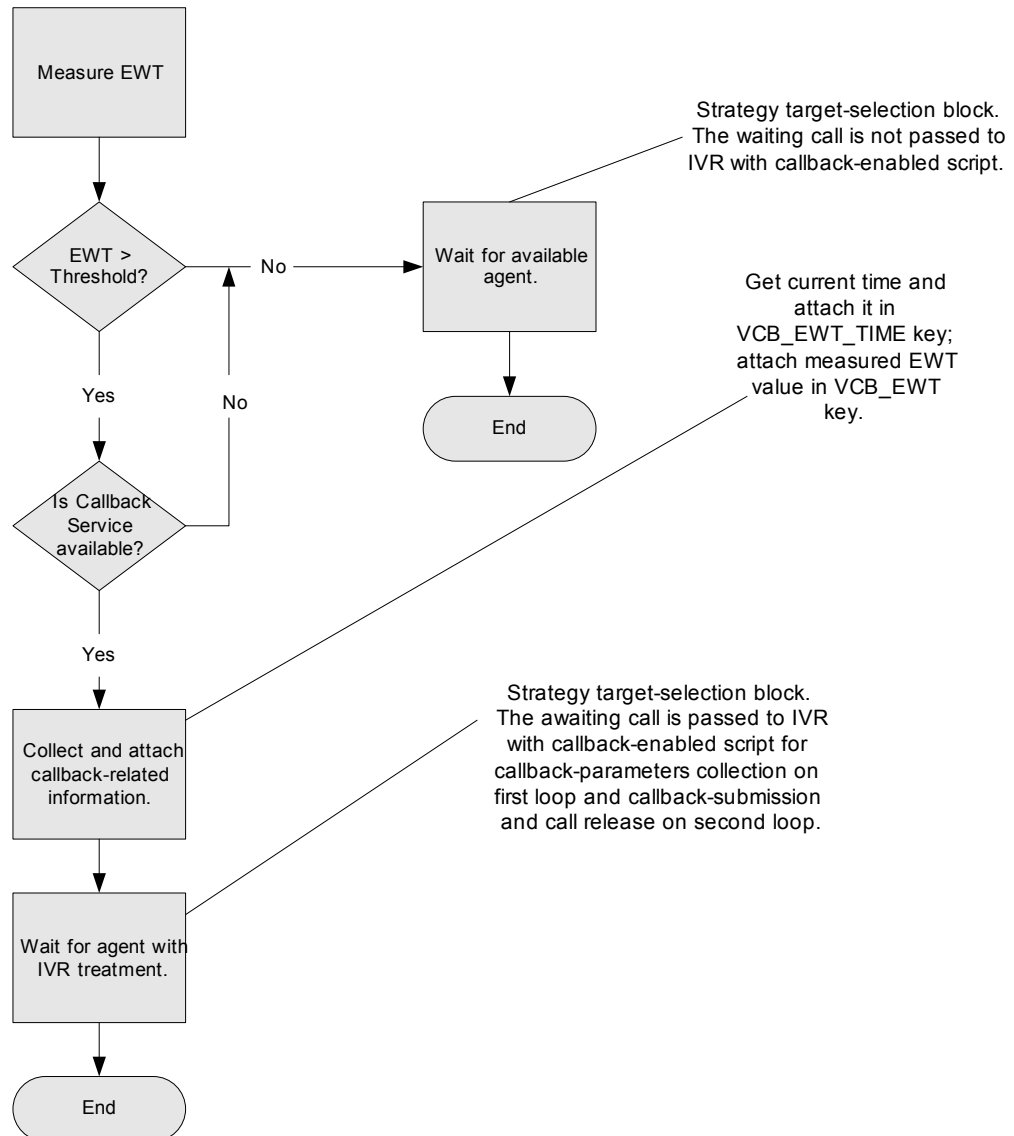 Measure EWT
Strategy target-selection block.
The waiting call is not passed to
IVR with callback-enabled script.
EWT >
Threshold?
No
Wait for available
agent.
Get current time and
attach it in
VCB_EWT_TIME key;
attach measured EWT
value in VCB_EWT
key.
Yes
No
End
Is Callback
Service
available?
Yes
Strategy target-selection block.
The awaiting call is passed to IVR
with callback-enabled script for
callback-parameters collection on
first loop and callback-submission
and call release on second loop.
Collect and attach
callback-related
information.
Wait for agent with
IVR treatment.
End